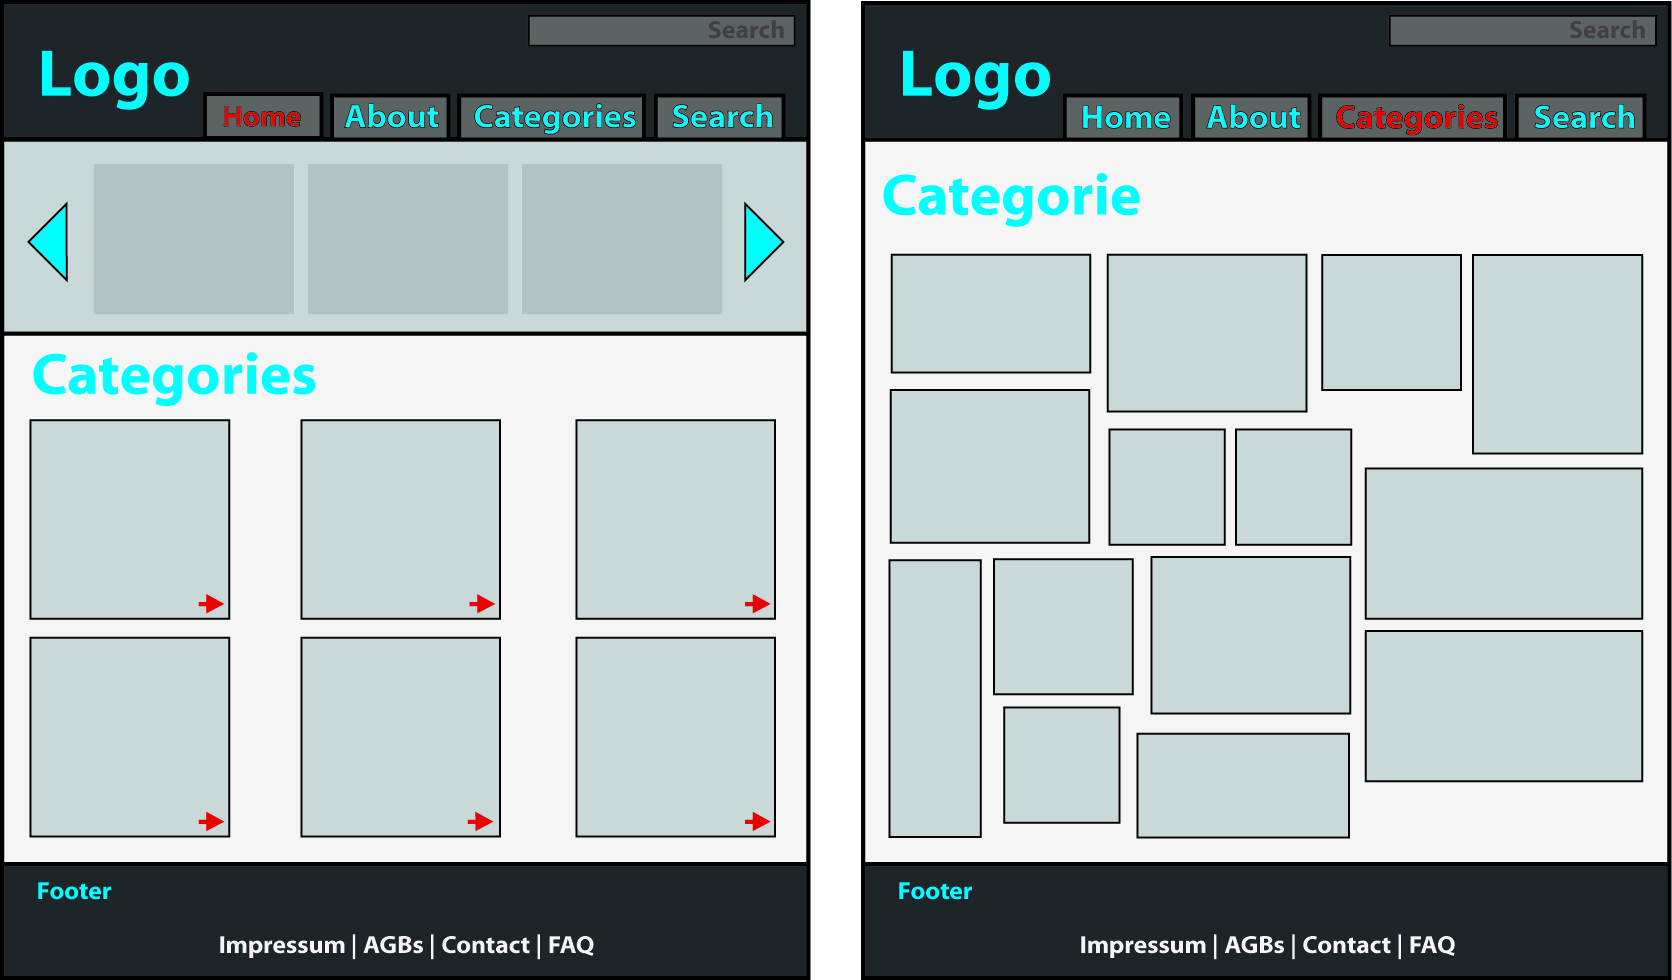 Search
Logo
Home About Categories Search
Categories
Footer
Impressum | AGBs | Contact | FAQ
Search
Logo
Home About Categories Search
Categorie
Footer
Impressum | AGBs | Contact | FAQ